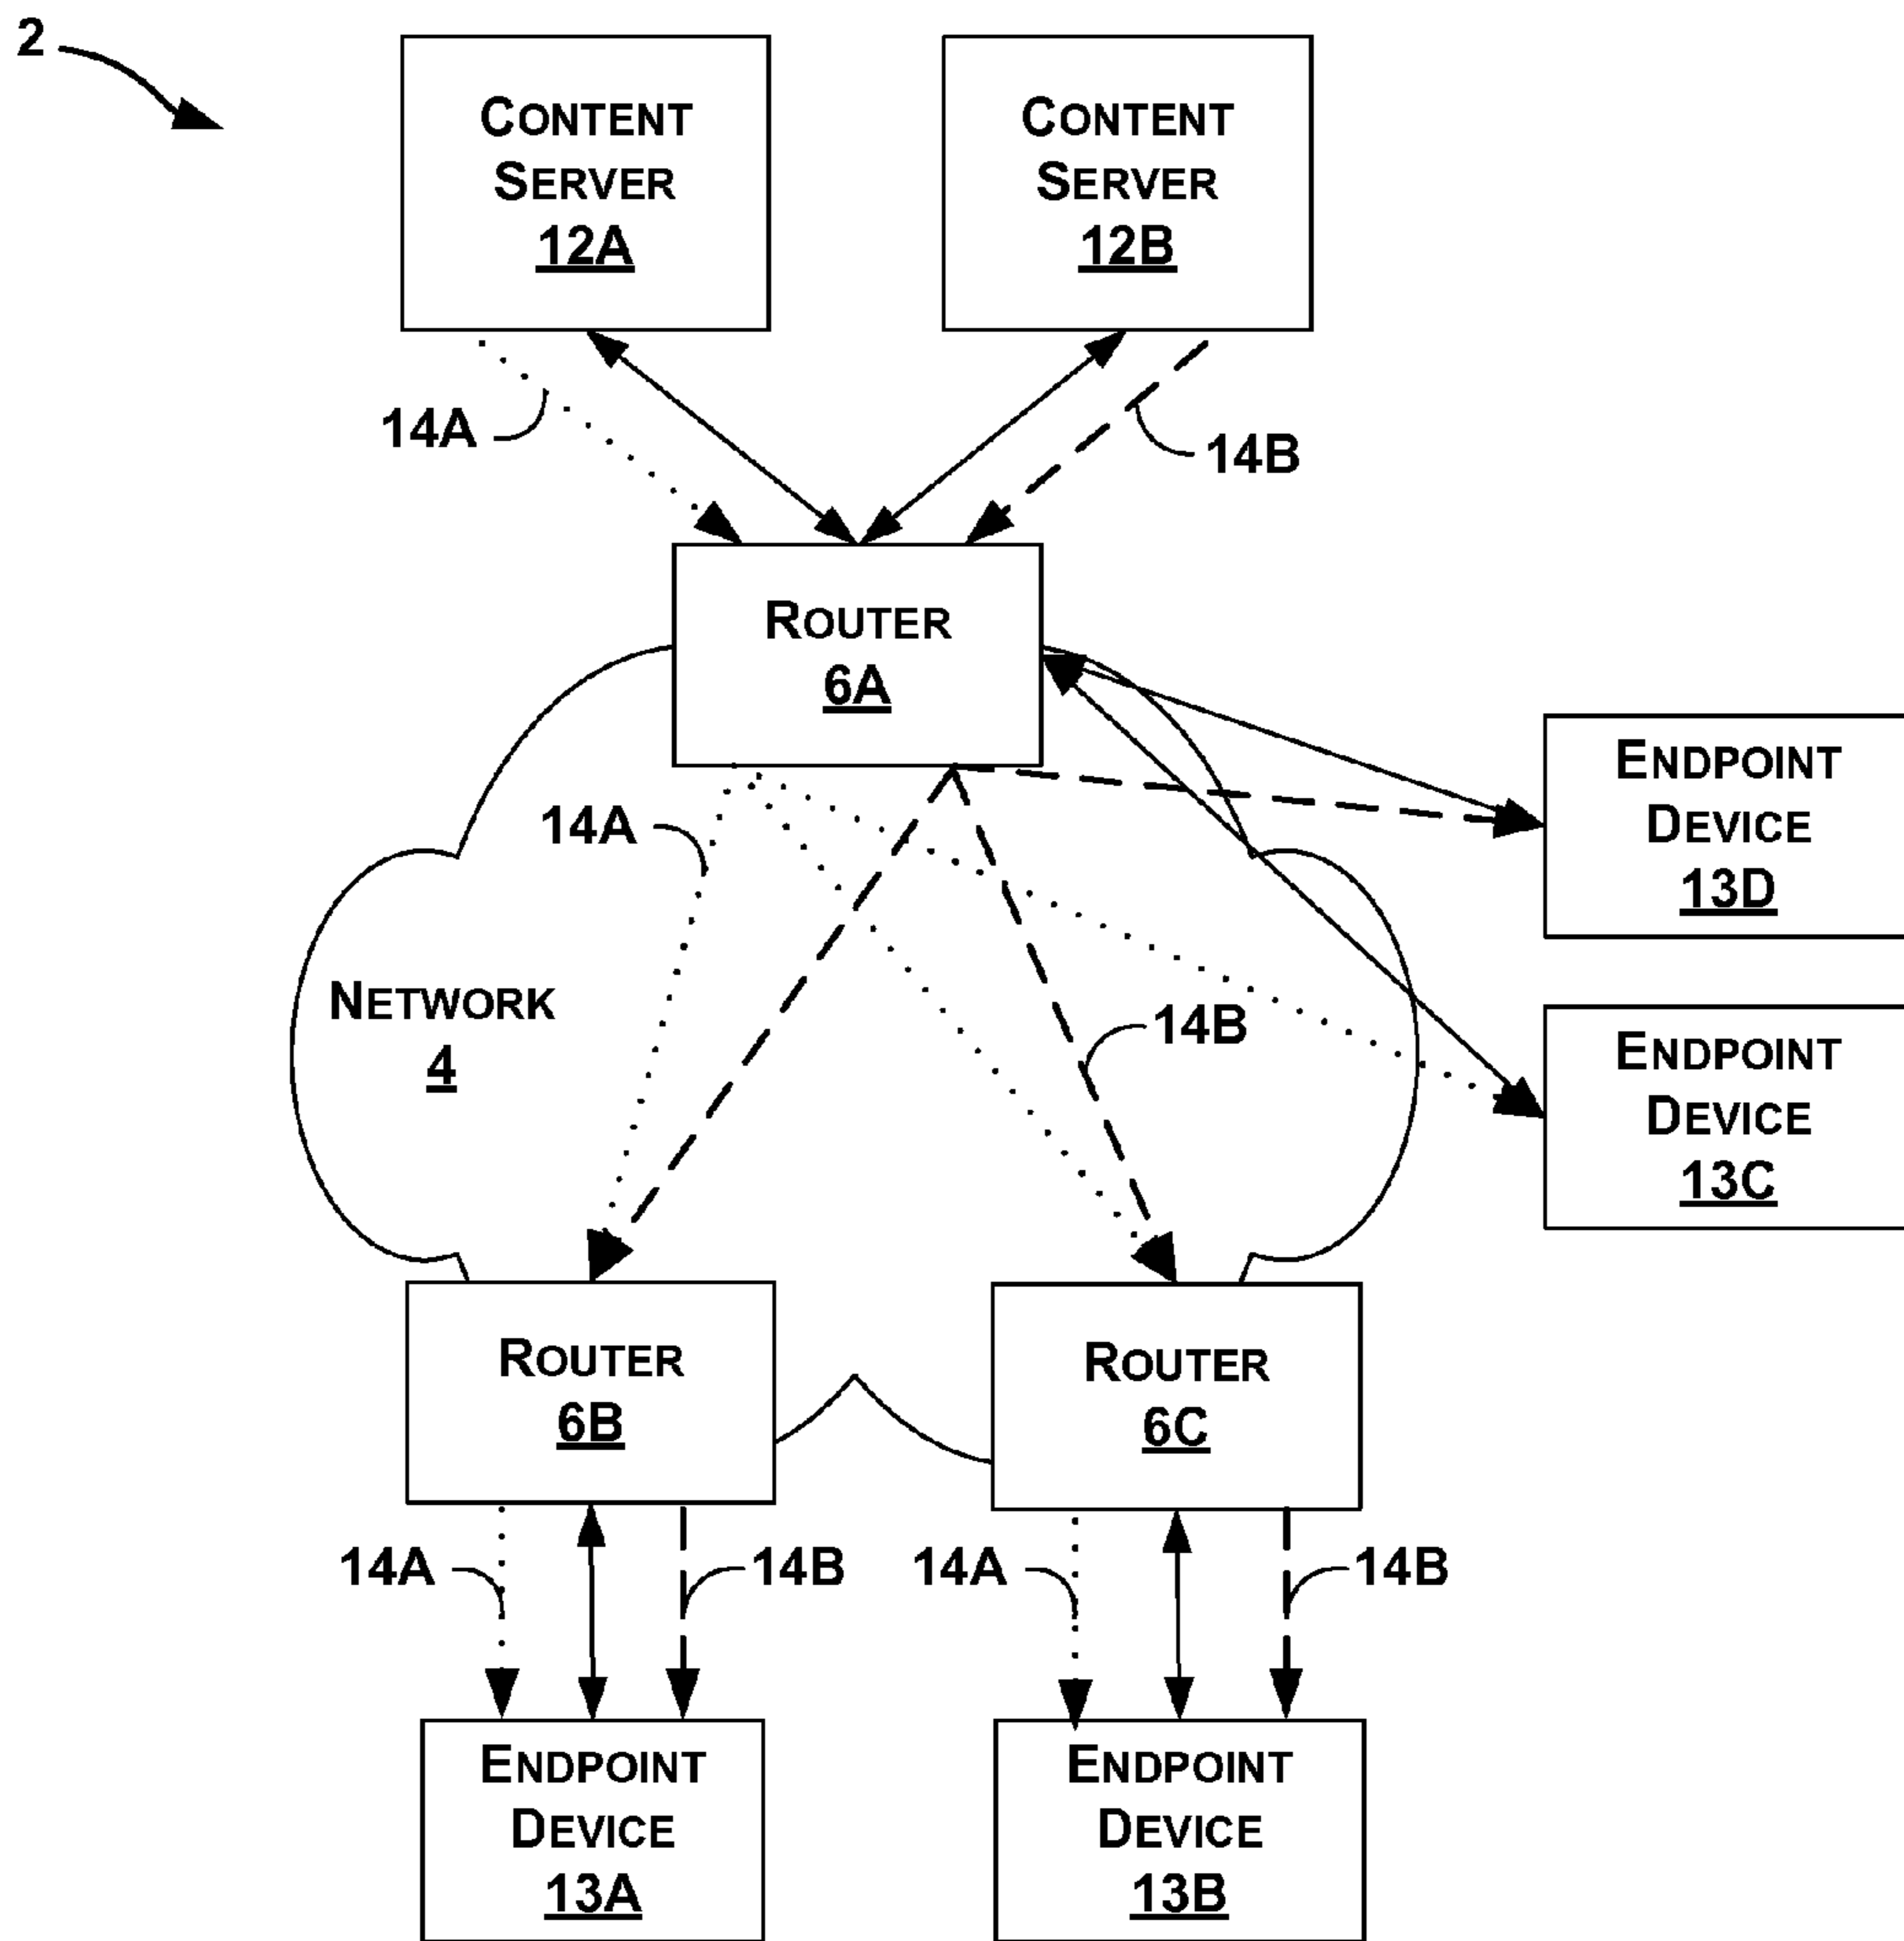 2
CONTENT
SERVER
12A
CONTENT
SERVER
12B
14A
14B
ROUTER
6A
ENDPOINT
DEVICE
13D
14A
NETWORK
4
14B
ENDPOINT
DEVICE
13C
ROUTER
6B
ROUTER
6C
14A
14B
14A
14B
ENDPOINT
DEVICE
13A
ENDPOINT
DEVICE
13B